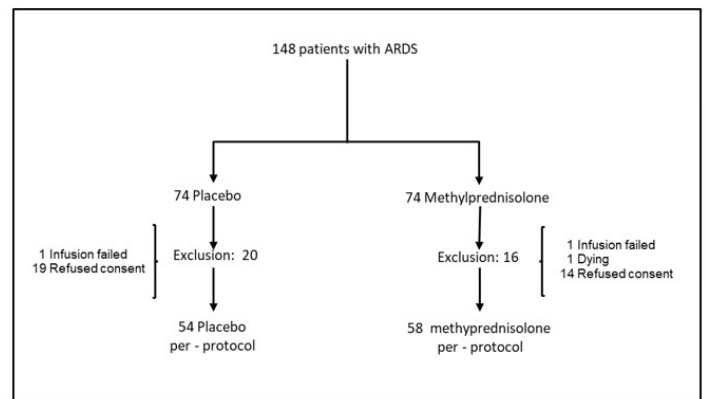 148 patients with ARDS
74 Placebo
74 Methylprednisolone
1 Infusion failed
19 Refused consent
Exclusion: 20
Exclusion: 16
1 Infusion failed
1 Dying
14 Refused consent
54 Placebo
per - protocol
58 methyprednisolone
per - protocol